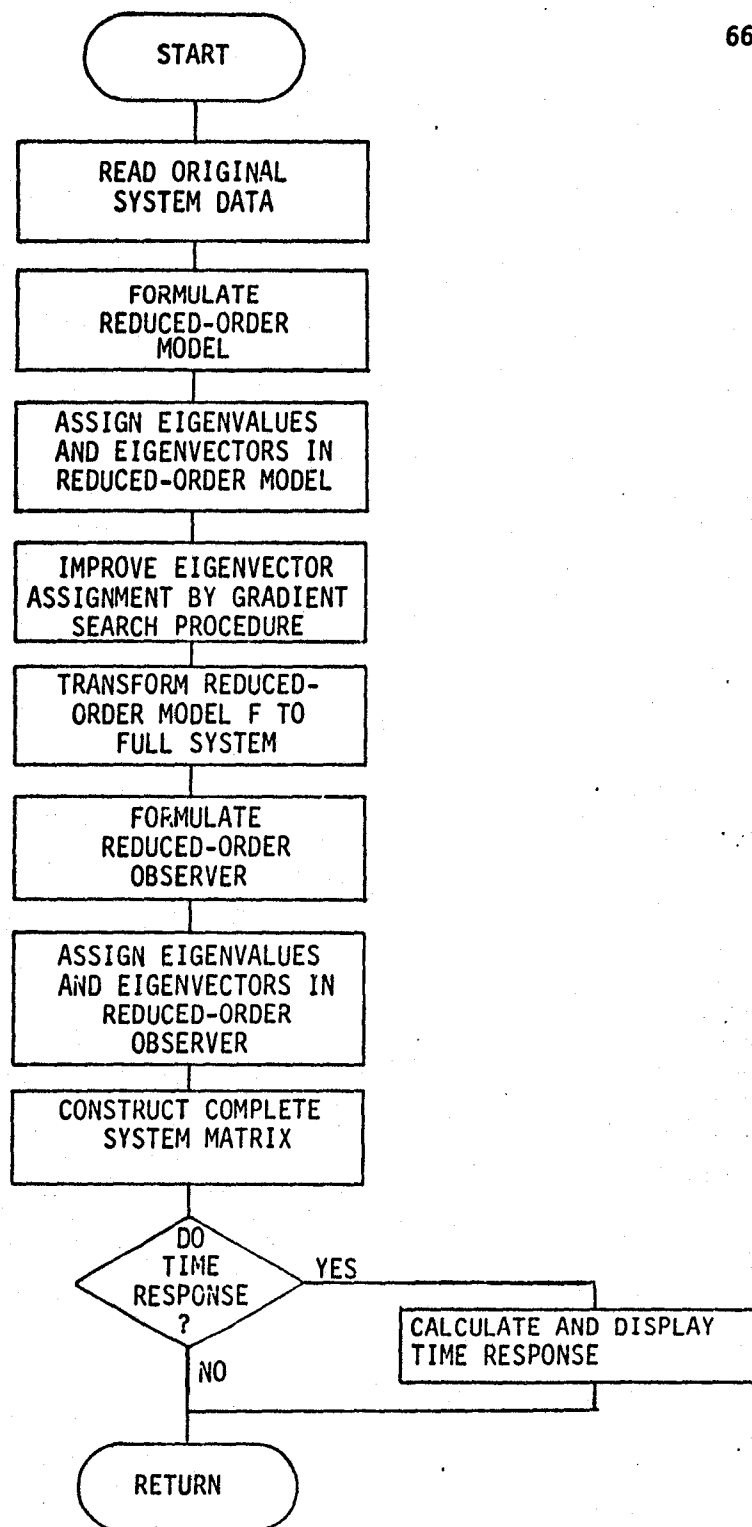 66
START
READ ORIGINAL
SYSTEM DATA
FORMULATE
REDUCED-ORDER
MODEL
ASSIGN EIGENVALUES
AND EIGENVECTORS IN
REDUCED-ORDER MODEL
IMPROVE EIGENVECTOR
ASSIGNMENT BY GRADIENT
SEARCH PROCEDURE
TRANSFORM REDUCED-
ORDER MODEL F TO
FULL SYSTEM
FORMULATE
REDUCED-ORDER
OBSERVER
ASSIGN EIGENVALUES
AND EIGENVECTORS IN
REDUCED-ORDER
OBSERVER
CONSTRUCT COMPLETE
SYSTEM MATRIX
DO
TIME
RESPONSE
?
YES
CALCULATE AND DISPLAY
TIME RESPONSE
NO
RETURN